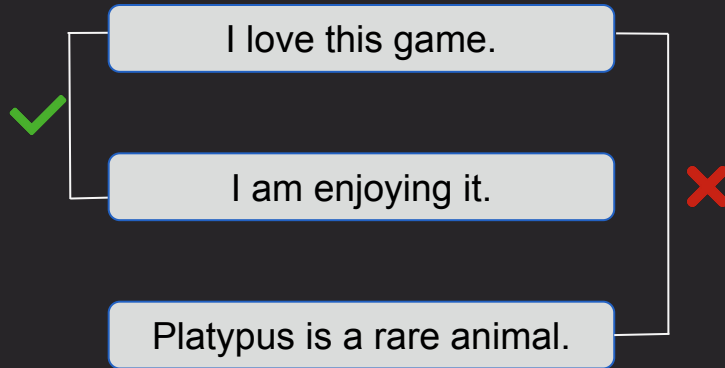 I love this game.
I am enjoying it.
Platypus is a rare animal.